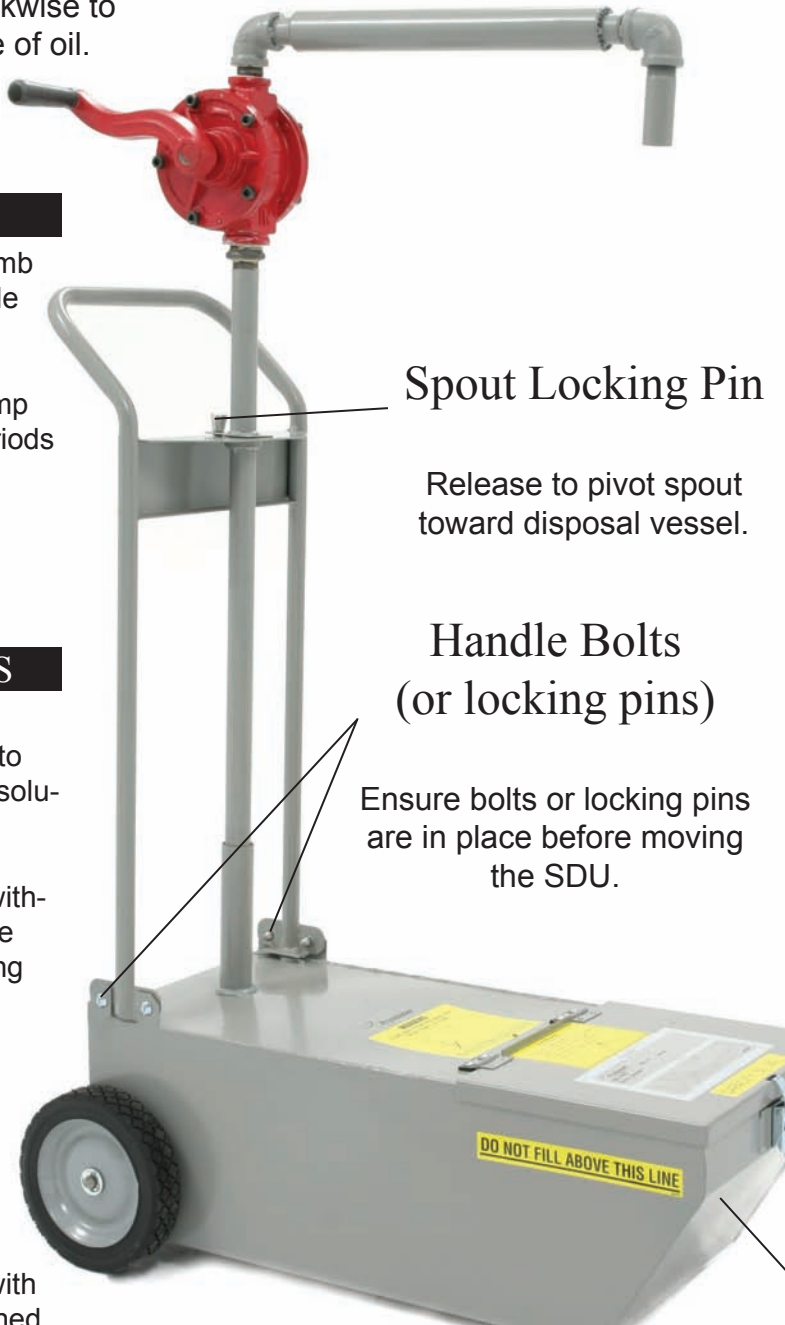 kwise to
e of oil.
mb
le
mp
riods
Spout Locking Pin
Release to pivot spout
toward disposal vessel.
Handle Bolts
(or locking pins)
S
to
solu-
with-
e
ng
Ensure bolts or locking pins
are in place before moving
the SDU.
DO NOT FILL ABOVE THIS LINE
with
ned